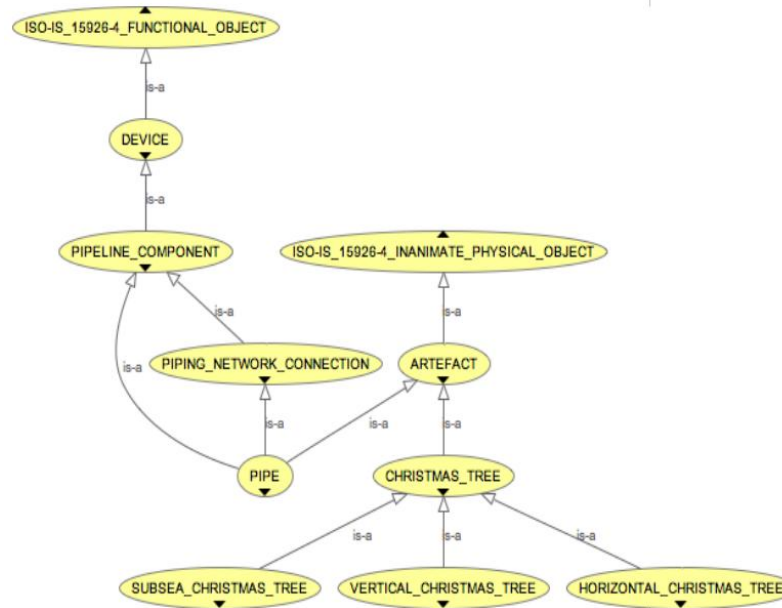 ISO-IS_15926-4_FUNCTIONAL_OBJECT
is-a
DEVICE
is-a
PIPELINE_COMPONENT
ISO-IS_15926-4_INANIMATE_PHYSICAL_OBJECT
is-a
is-a
is-a
PIPING_NETWORK_CONNECTION
ARTEFACT
is-a
is-a
is-a
PIPE
CHRISTMAS_TREE
is-a
is-a
is-a
SUBSEA_CHRISTMAS_TREE
VERTICAL_CHRISTMAS_TREE
HORIZONTAL_CHRISTMAS_TREE